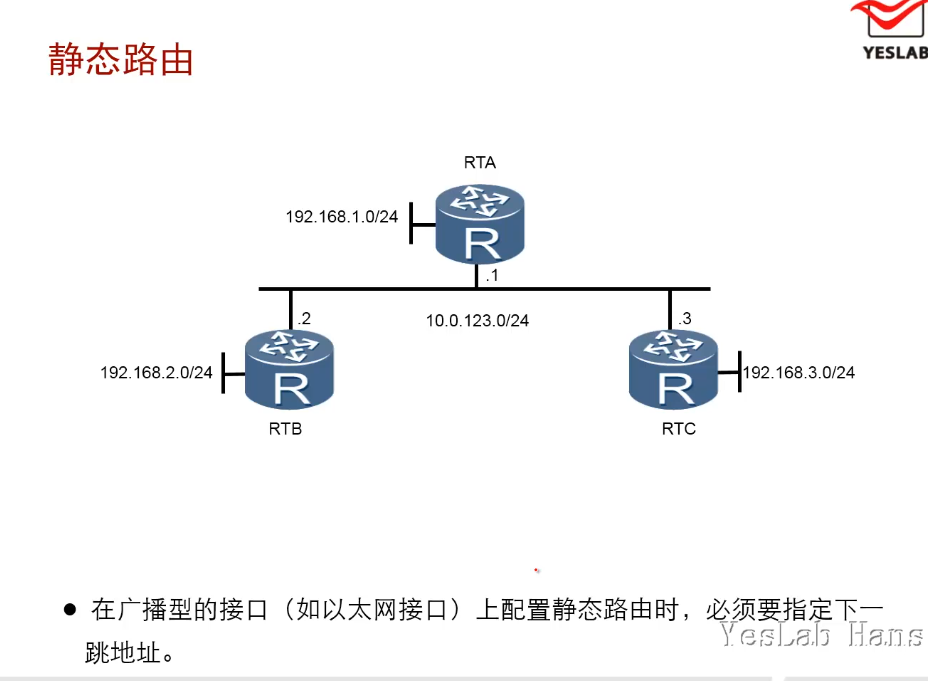 YESLAB
静态路由
RTA
192.168.1.0/24
R
.1
.2
10.0.123.0/24
.3
192.168.2.0/24
R
R
192.168.3.0/24
RTB
RTC
● 在广播型的接口（如以太网接口）上配置静态路由时，必须要指定下一
跳地址。
YesLab Hans